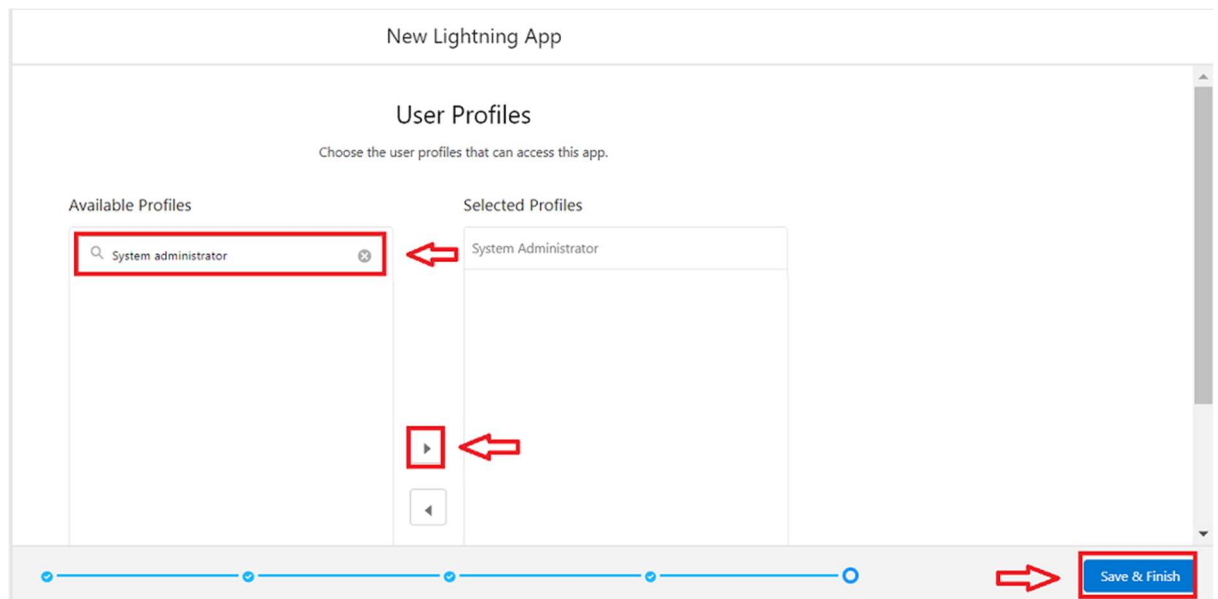 New Lightning App
User Profiles
Choose the user profiles that can access this app.
Available Profiles
Selected Profiles
System administrator
System Administrator
Save & Finish